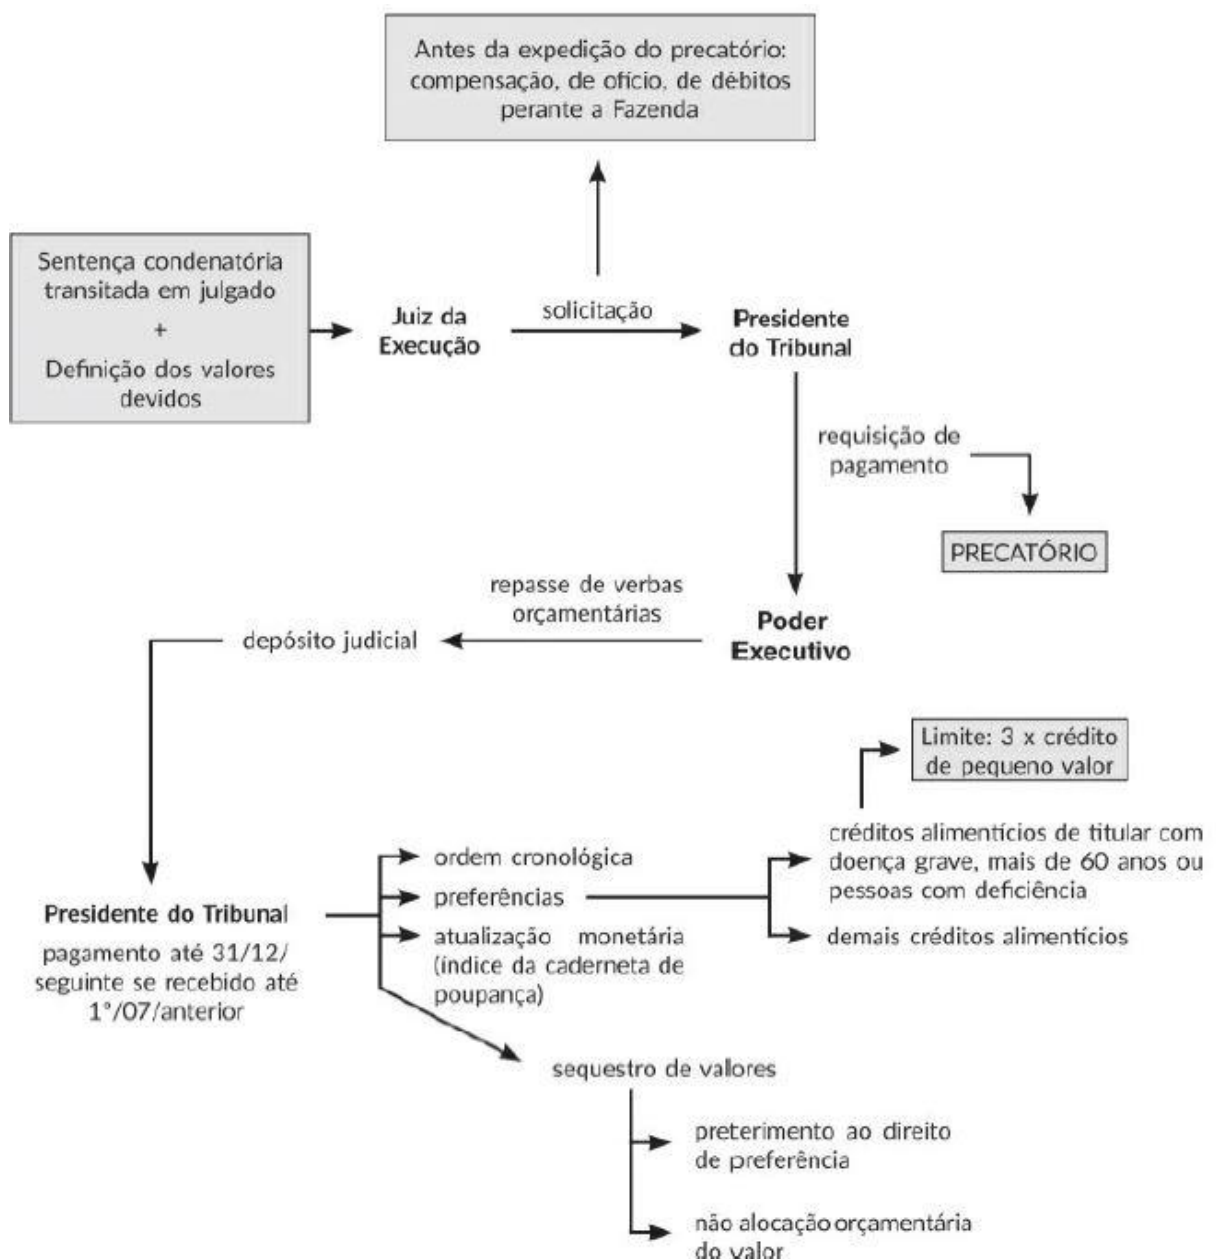 Antes da expedição do precatório:
compensação, de ofício, de débitos
perante a Fazenda
Sentença condenatória
transitada em julgado
+
Definição dos valores
devidos
Juiz da
Execução
solicitação
Presidente
do Tribunal
requisição de
pagamento
PRECATÓRIO
repasse de verbas
orçamentárias
Poder
Executivo
depósito judicial
Limite: 3 x crédito
de pequeno valor
créditos alimentícios de titular com
doença grave, mais de 60 anos ou
pessoas com deficiência
demais créditos alimentícios
ordem cronológica
preferências
atualização monetária
(índice da caderneta de
poupança)
Presidente do Tribunal
pagamento até 31/12/
seguinte se recebido até
1°/07/anterior
sequestro de valores
preterimento ao direito
de preferência
não alocação orçamentária
do valor